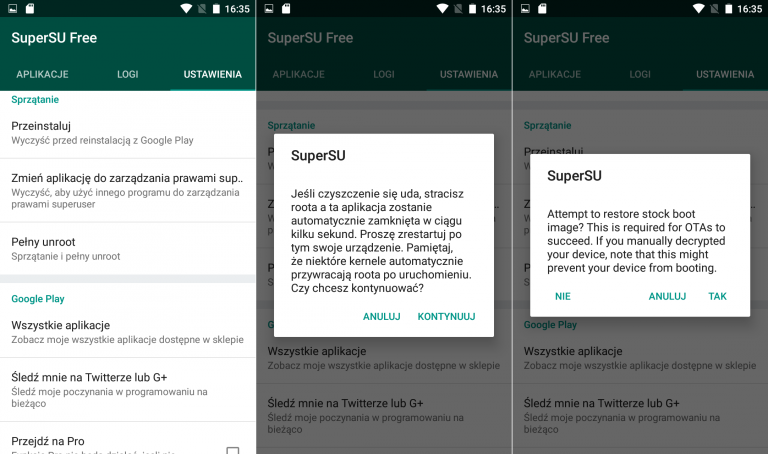 16:35
SuperSU Free
APLIKACJE LOGI USTAWIENIA
Sprzątanie
Przeinstaluj
Wyczyść przed reinstalacją z Google Play
Zmień aplikację do zarządzania prawami sup..
Wyczyść, aby użyć innego programu do zarządzania
prawami superuser
Pełny unroot
Sprzątanie i pełny unroot
Google Play
Wszystkie aplikacje
Zobacz moje wszystkie aplikacje dostępne w sklepie
Śledź mnie na Twitterze lub G+
Śledź moje poczynania w programowaniu na
bieżąco
Przejdź na Pro
16:35
SuperSU Free
APLIKACJE LOGI USTAWIENIA
Sprzątanie
SuperSU
Jeśli czyszczenie się uda, stracisz
roota a ta aplikacja zostanie
automatycznie zamknięta w ciągu
kilku sekund. Proszę zrestartuj po
tym swoje urządzenie. Pamiętaj,
że niektóre kernele automatycznie
przywracają roota po uruchomieniu.
Czy chcesz kontynuować?
ANULUJ KONTYNUUJ
Wszystkie aplikacje
Zobacz moje wszystkie aplikacje dostępne w sklepie
Śledź mnie na Twitterze lub G+
Śledź moje poczynania w programowaniu na
bieżąco
16:35
SuperSU Free
APLIKACJE LOGI USTAWIENIA
Sprzątanie
Przeinstaluj
SuperSU
Attempt to restore stock boot
image? This is required for OTAs to
succeed. If you manually decrypted
your device, note that this might
prevent your device from booting.
NIE ANULUJ TAK
Google Play
Wszystkie aplikacje
Zobacz moje wszystkie aplikacje dostępne w sklepie
Śledź mnie na Twitterze lub G+
Śledź moje poczynania w programowaniu na
bieżąco